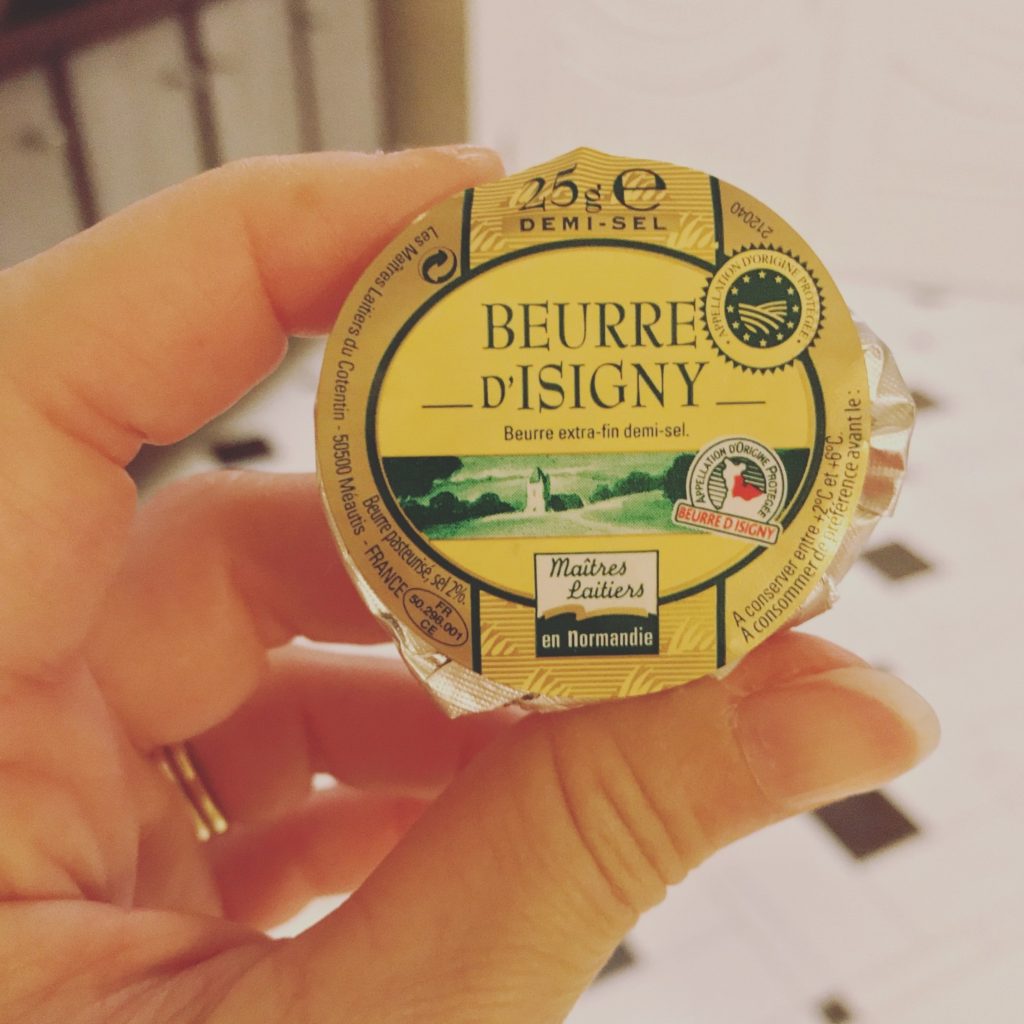 25g e
DEMI-SEL
212040
Les Maîtres Laitiers du Cotentin - 50500 Méautis - FRANCE
APPELLATION D'ORIGINE PROTÉGÉE
BEURRE
D'ISIGNY
Beurre extra-fin demi-sel.
APPELLATION D'ORIGINE PROTÉGÉE
BEURRE D'ISIGNY
Maîtres
Laitiers
en Normandie
Beurre pasteurisé, sel 2%.
FR
50.298.001
CE
A conserver entre +2°C et +6°C.
A consommer de préférence avant le :